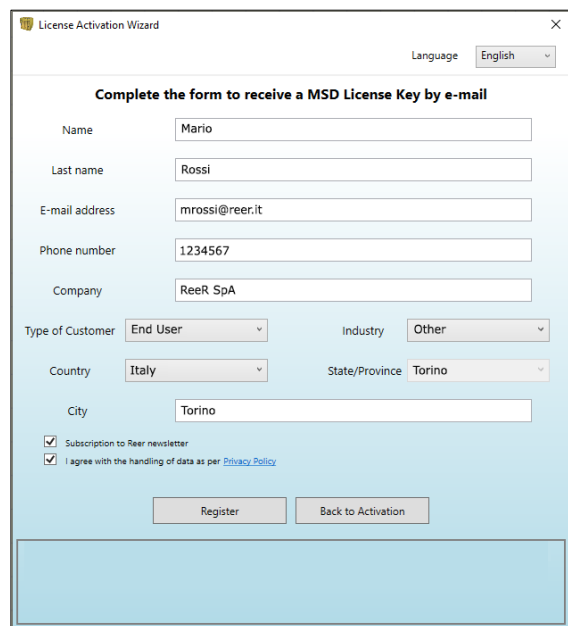 License Activation Wizard
Language English
Complete the form to receive a MSD License Key by e-mail
Name Mario
Last name Rossi
E-mail address mrossi@reer.it
Phone number 1234567
Company ReeR SpA
Type of Customer End User Industry Other
Country Italy State/Province Torino
City Torino
Subscription to Reer newsletter
I agree with the handling of data as per Privacy Policy
Register Back to Activation